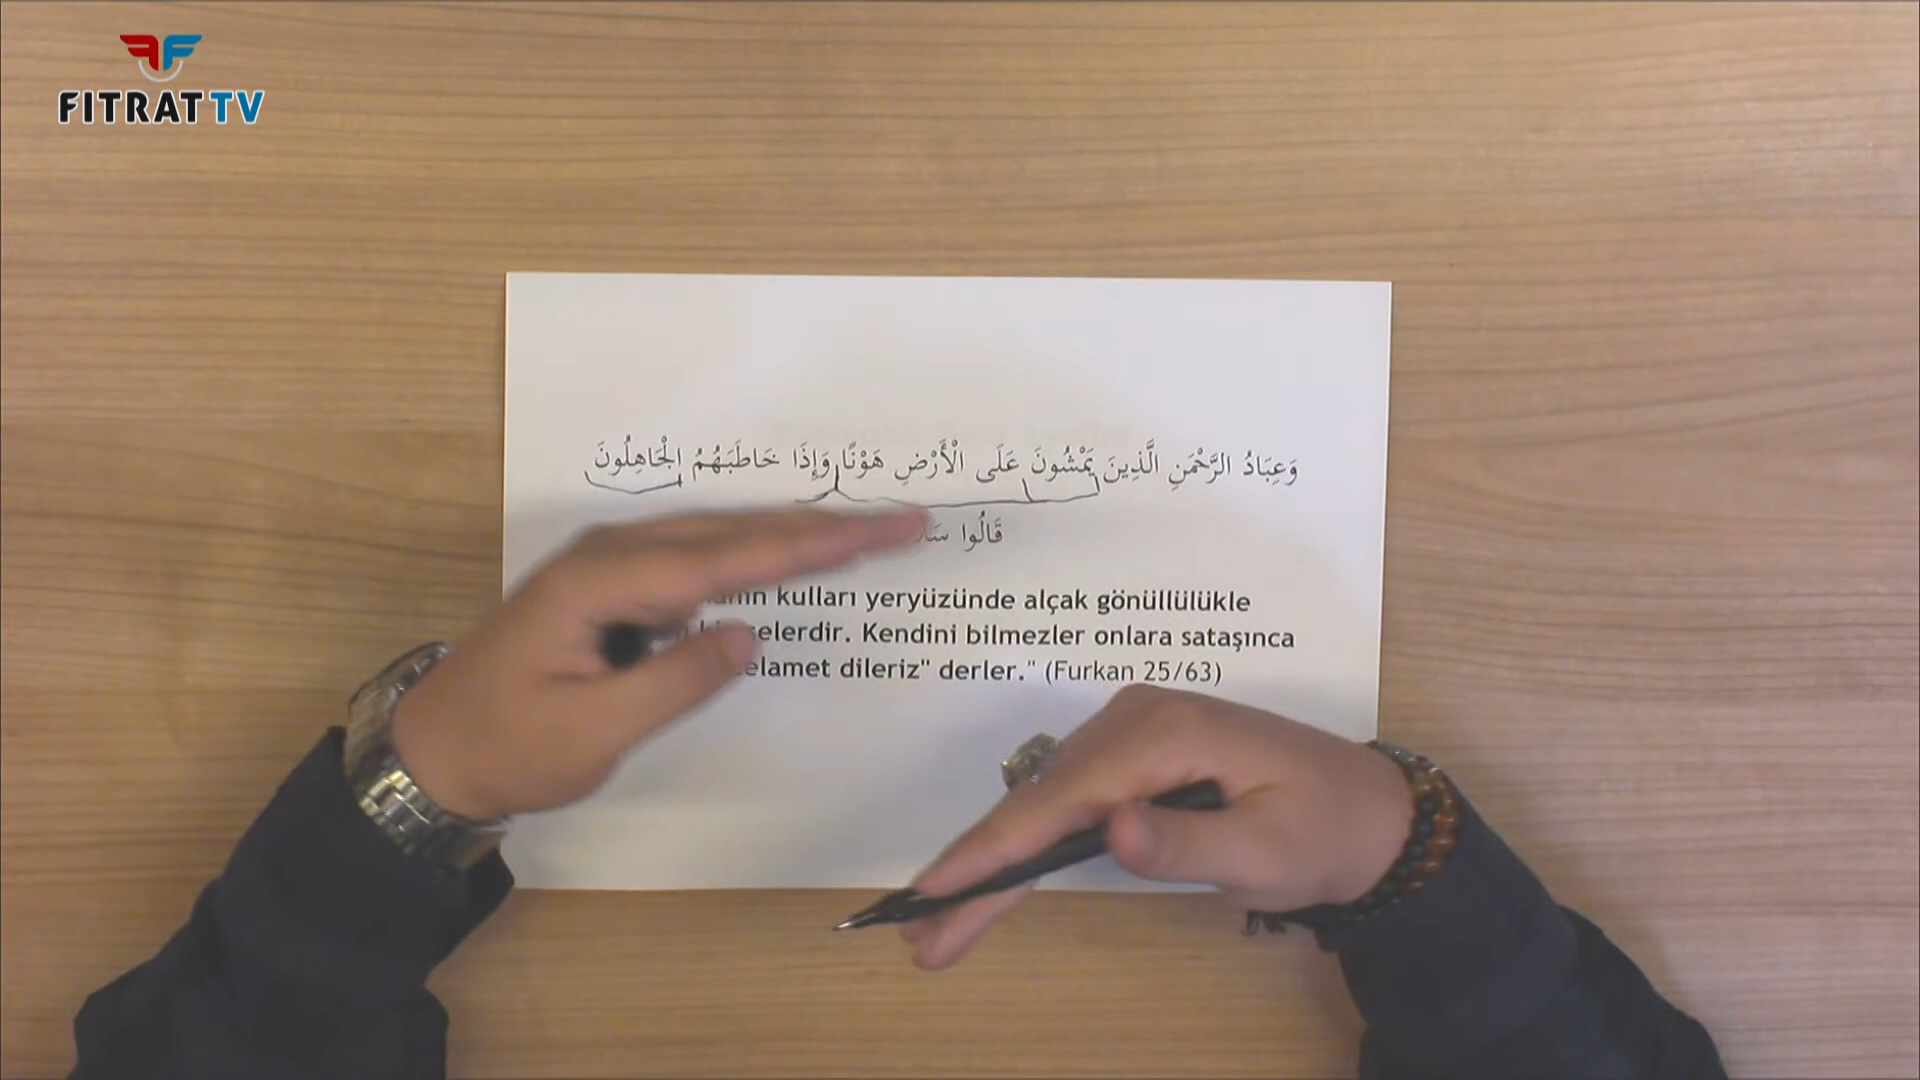 FITRAT TV
وَعِبَادُ الرَّحْمَنِ الَّذِينَ يَمْشُونَ عَلَى الْأَرْضِ هَوْنًا وَإِذَا خَاطَبَهُمُ الْجَاهِلُونَ
قَالُوا
kulları yeryüzünde alçak gönüllülükle
Kendini bilmezler onlara sataşınca
dileriz" derler." (Furkan 25/63)